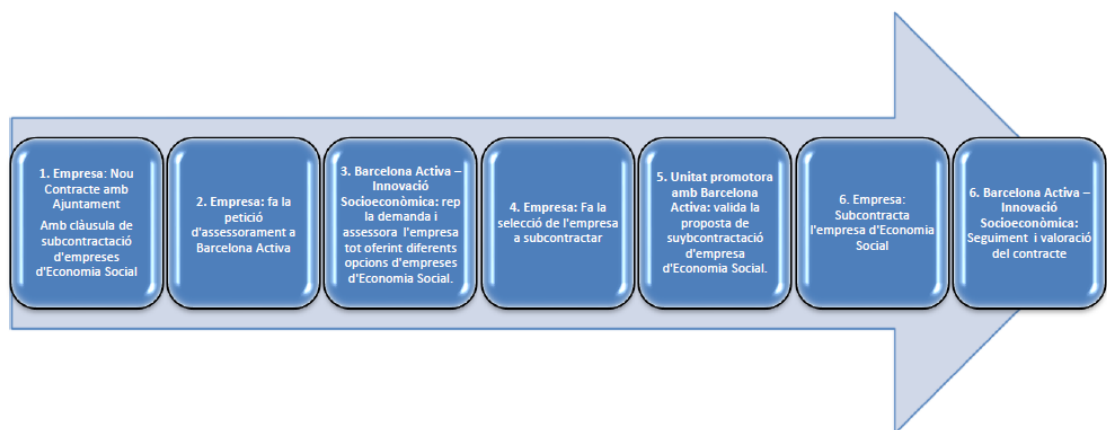 1. Empresa: Nou
Contracte amb
Ajuntament
Amb clàusula de
subcontractació
d'empreses
d'Economia Social
2. Empresa: fa la
petició
d'assessorament a
Barcelona Activa
3. Barcelona Activa –
Innovació
Socioeconòmica: rep
la demanda i
assessora l'empresa
tot oferint diferents
opcions d'empreses
d'Economia Social.
4. Empresa: Fa la
selecció de l'empresa
a subcontractar
5. Unitat promotora
amb Barcelona
Activa: valida la
proposta de
suybcontractació
d'empresa
d'Economia Social.
6. Empresa:
Subcontracta
l'empresa d'Economia
Social
6. Barcelona Activa –
Innovació
Socioeconòmica:
Seguiment i valoració
del contracte